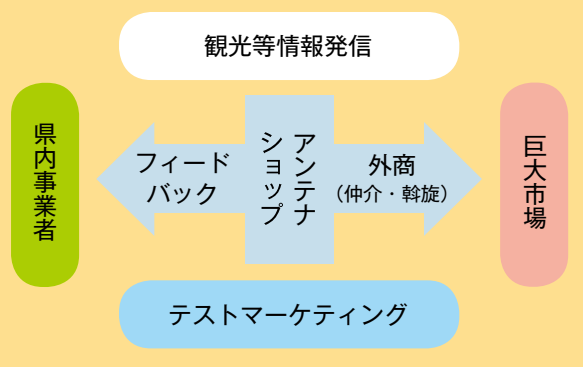 観光等情報発信
県内事業者
フィード
バック
アンテナ
ショップ
外商
（仲介・斡旋）
巨大市場
テストマーケティング